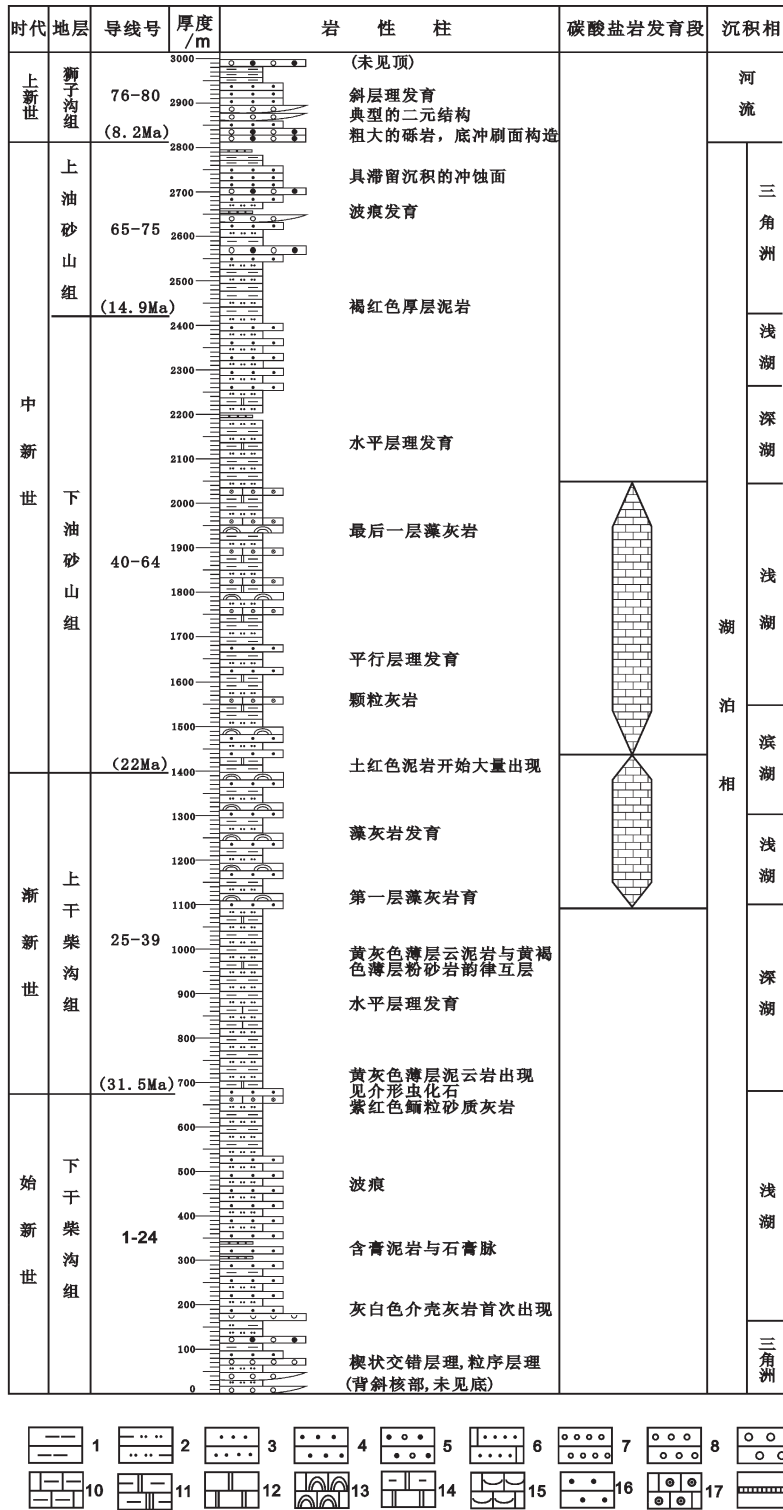 时代 地层 导线号 厚度/m 岩 性 柱 碳酸盐岩发育段 沉积相
上新世
中新世
渐新世
始新世
狮子沟组
上油砂山组
下油砂山组
上干柴沟组
下干柴沟组
76-80
(8.2Ma)
65-75
(14.9Ma)
40-64
(22Ma)
25-39
(31.5Ma)
1-24
3000
2900
2800
2700
2600
2500
2400
2300
2200
2100
2000
1900
1800
1700
1600
1500
1400
1300
1200
1100
1000
900
800
700
600
500
400
300
200
100
0
(未见顶)
斜层理发育
典型的二元结构
粗大的砾岩，底冲刷面构造
具滞留沉积的冲蚀面
波痕发育
褐红色厚层泥岩
水平层理发育
最后一层藻灰岩
平行层理发育
颗粒灰岩
土红色泥岩开始大量出现
藻灰岩发育
第一层藻灰岩育
黄灰色薄层云泥岩与黄褐
色薄层粉砂岩韵律互层
水平层理发育
黄灰色薄层泥云岩出现
见介形虫化石
紫红色鲕粒砂质灰岩
波痕
含膏泥岩与石膏脉
灰白色介壳灰岩首次出现
楔状交错层理,粒序层理
(背斜核部,未见底)
河流
湖泊相
三角洲
浅湖
深湖
浅湖
滨湖
浅湖
深湖
浅湖
三角洲
1 2 3 4 5 6 7 8
10 11 12 13 14 15 16 17